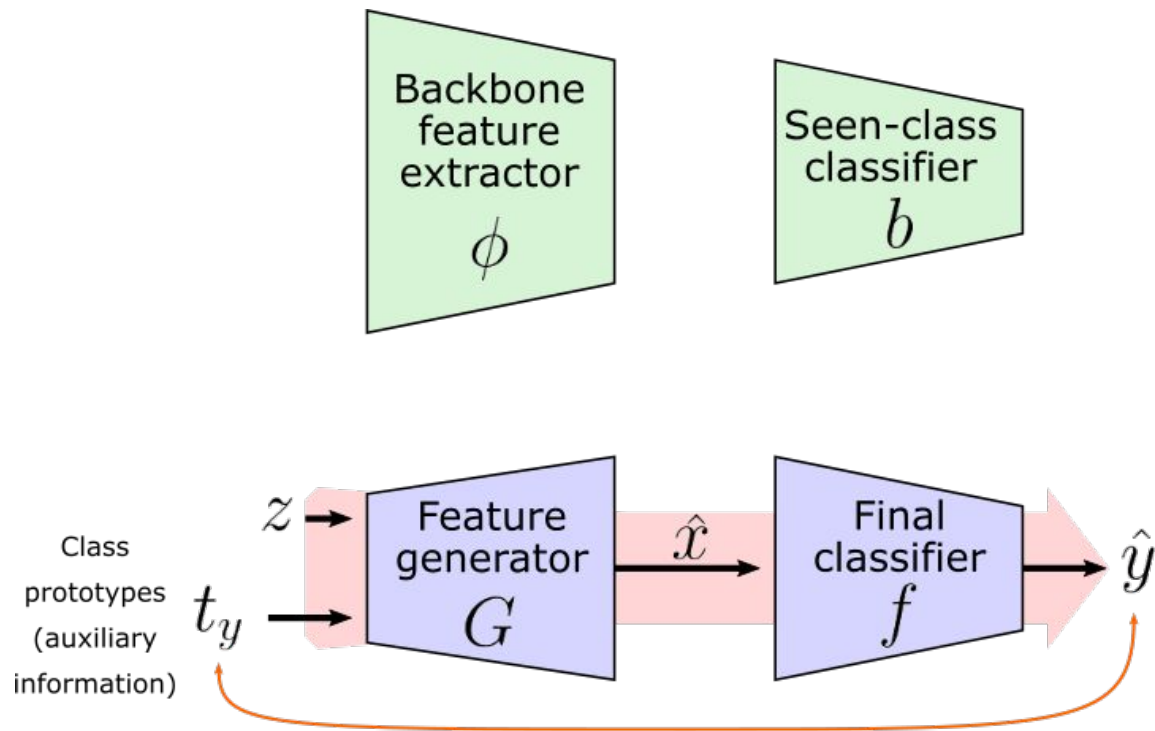 Backbone
feature
extractor
ϕ
Seen-class
classifier
b
z
Class
prototypes
(auxiliary
information)
t_y
Feature
generator
G
x̂
Final
classifier
f
ŷ